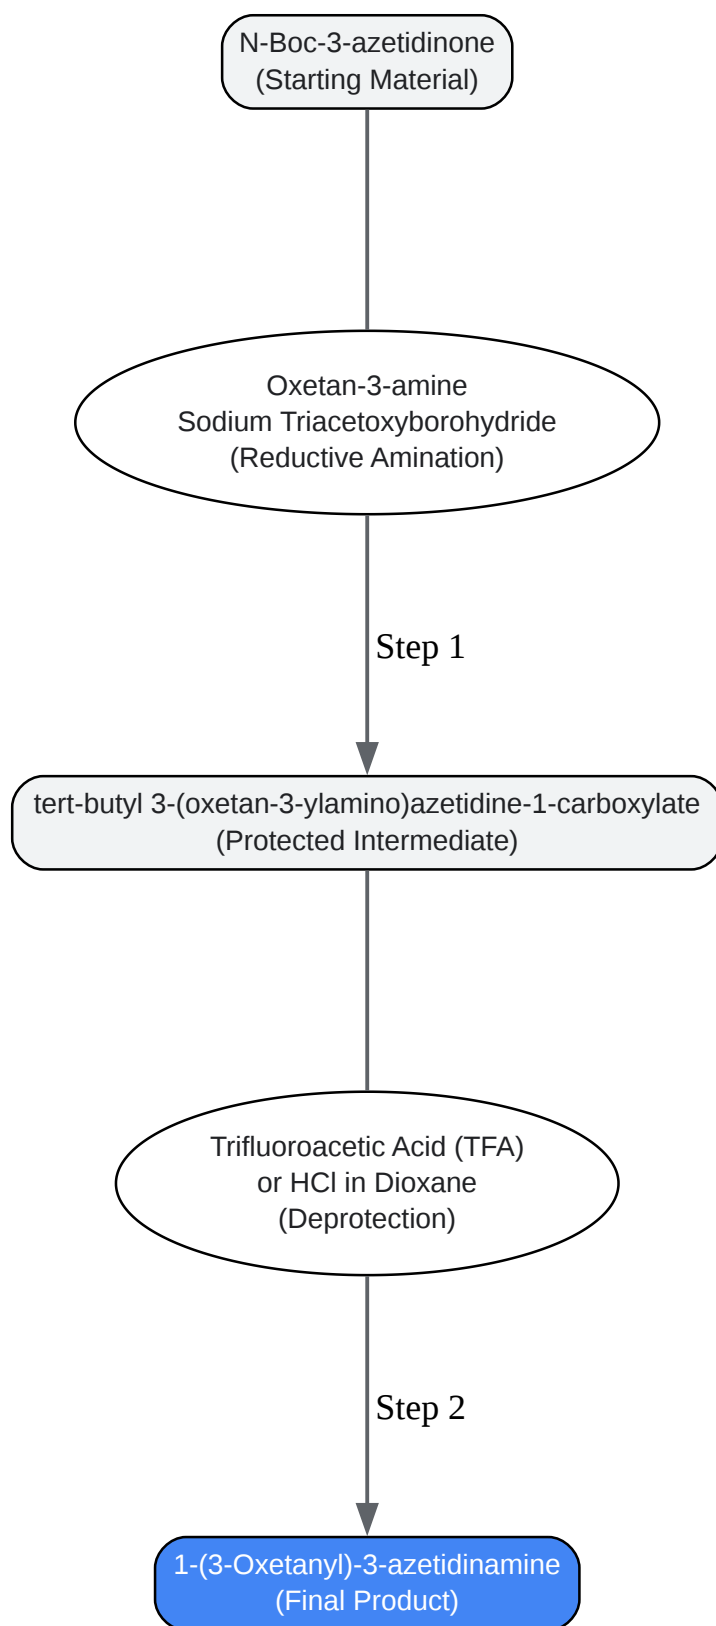 N-Boc-3-azetidinone
(Starting Material)
Oxetan-3-amine
Sodium Triacetoxyborohydride
(Reductive Amination)
Step 1
tert-butyl 3-(oxetan-3-ylamino)azetidine-1-carboxylate
(Protected Intermediate)
Trifluoroacetic Acid (TFA)
or HCl in Dioxane
(Deprotection)
Step 2
1-(3-Oxetanyl)-3-azetidinamine
(Final Product)